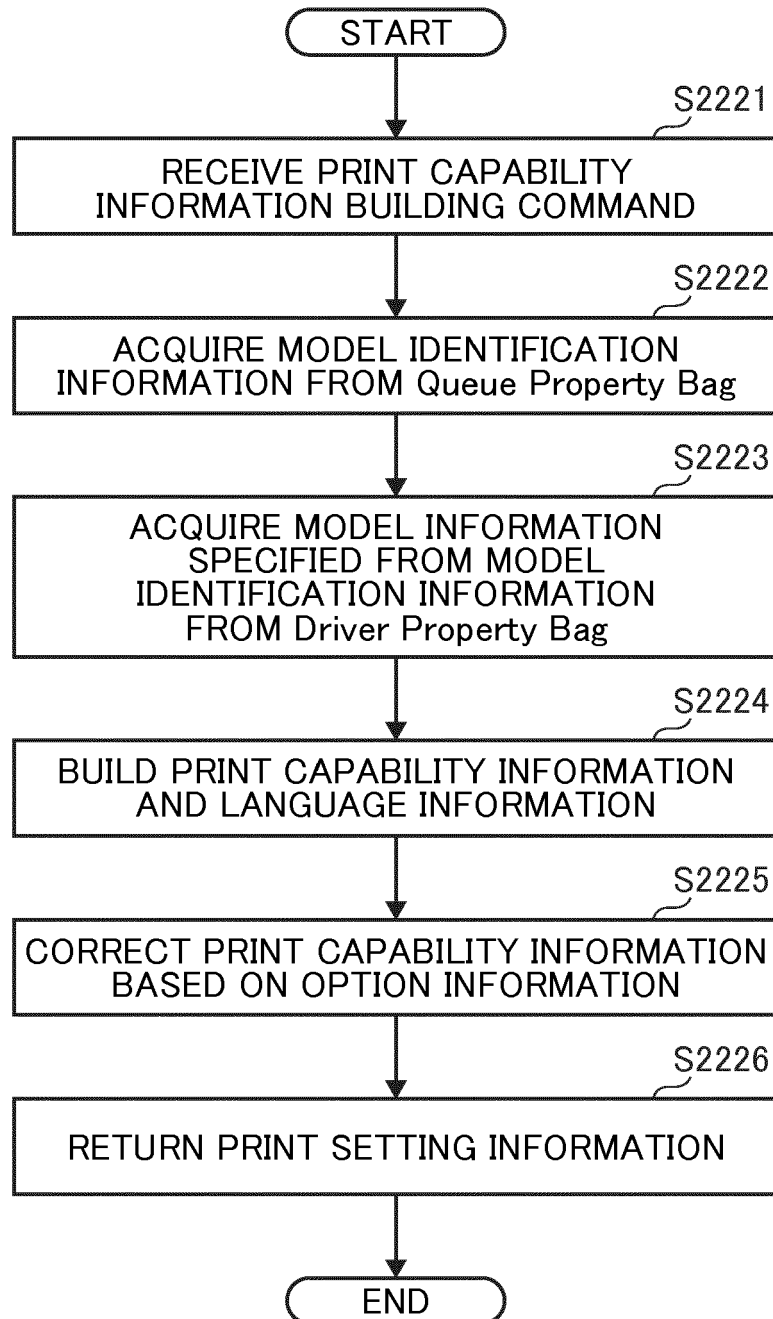 START
S2221
RECEIVE PRINT CAPABILITY
INFORMATION BUILDING COMMAND
S2222
ACQUIRE MODEL IDENTIFICATION
INFORMATION FROM Queue Property Bag
S2223
ACQUIRE MODEL INFORMATION
SPECIFIED FROM MODEL
IDENTIFICATION INFORMATION
FROM Driver Property Bag
S2224
BUILD PRINT CAPABILITY INFORMATION
AND LANGUAGE INFORMATION
S2225
CORRECT PRINT CAPABILITY INFORMATION
BASED ON OPTION INFORMATION
S2226
RETURN PRINT SETTING INFORMATION
END